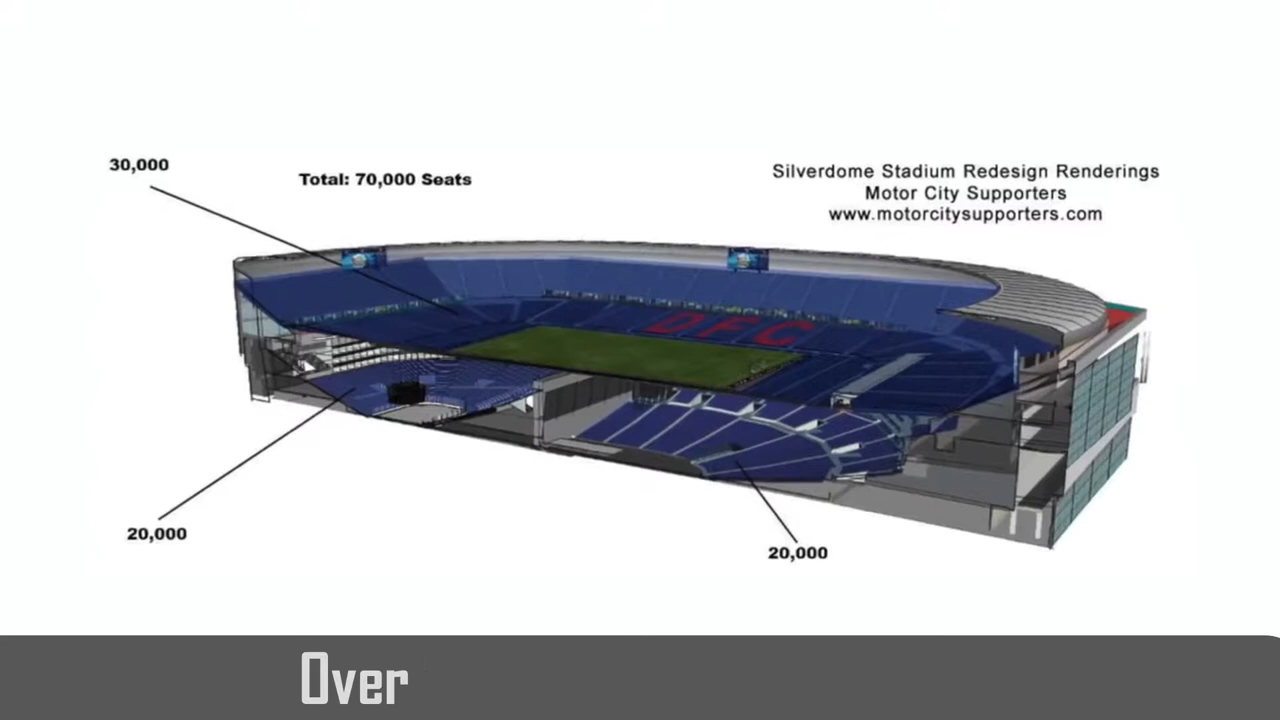 30,000
Total: 70,000 Seats
Silverdome Stadium Redesign Renderings
Motor City Supporters
www.motorcitysupporters.com
DFC
20,000
20,000
Over